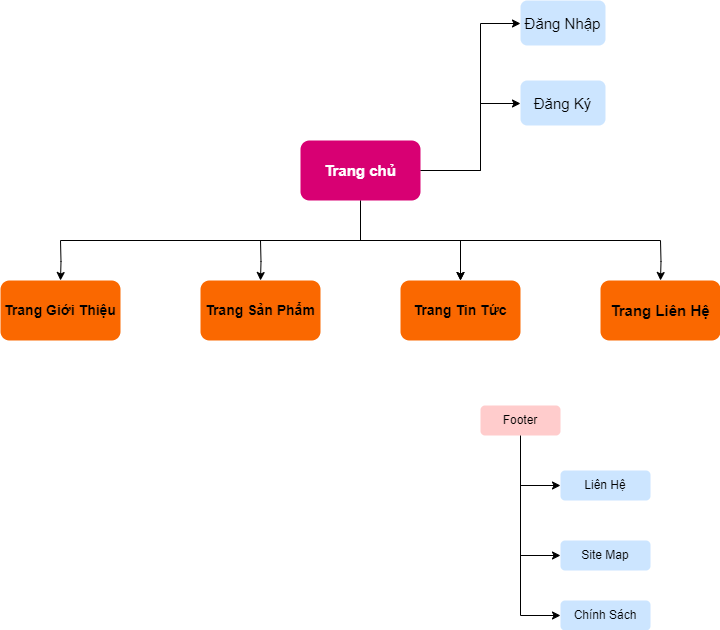 Đăng Nhập
Đăng Ký
Trang chủ
Trang Giới Thiệu
Trang Sản Phẩm
Trang Tin Tức
Trang Liên Hệ
Footer
Liên Hệ
Site Map
Chính Sách